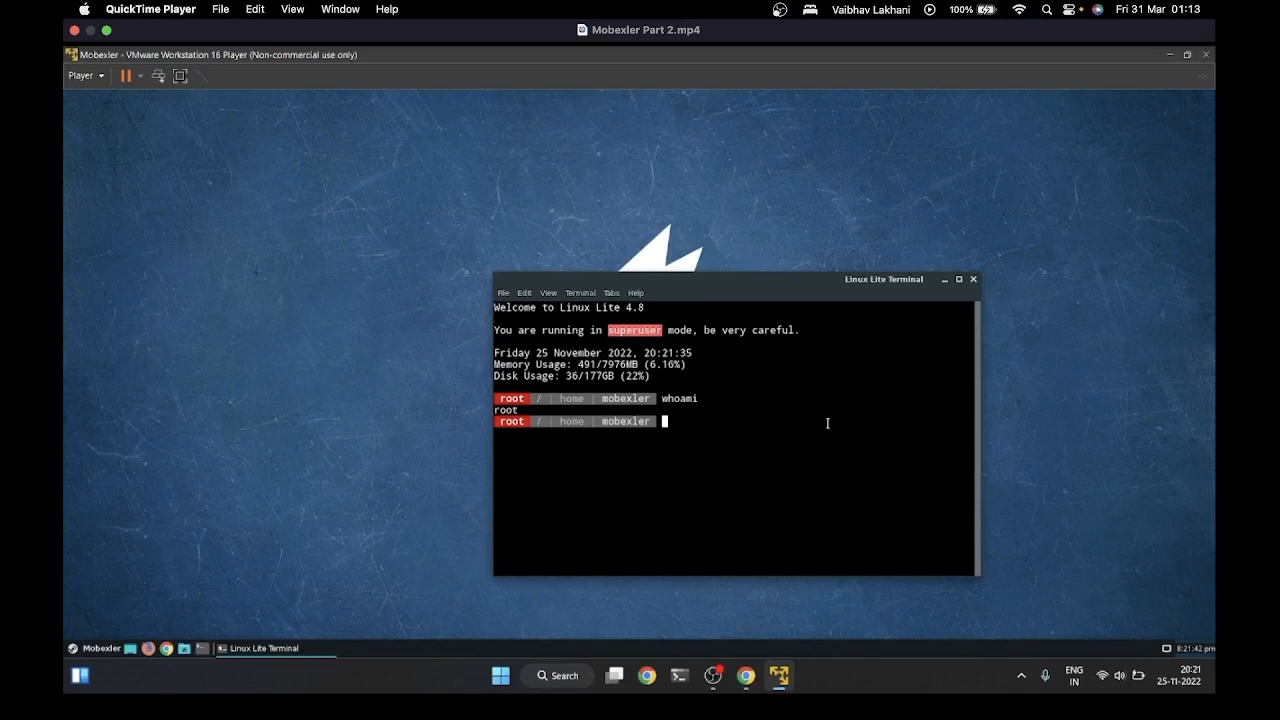 QuickTime Player File Edit View Window Help Vaibhav Lakhani 100% Fri 31 Mar 01:13
Mobexler Part 2.mp4
Mobexler - VMware Workstation 16 Player (Non-commercial use only)
Player
Linux Lite Terminal
File Edit View Terminal Tabs Help
Welcome to Linux Lite 4.8
You are running in superuser mode, be very careful.
Friday 25 November 2022, 20:21:35
Memory Usage: 491/7976MB (6.16%)
Disk Usage: 36/177GB (22%)
root / home mobexler whoami
root
root / home mobexler
Mobexler Linux Lite Terminal 8:21:42 pm
Search ENG IN 20:21 25-11-2022